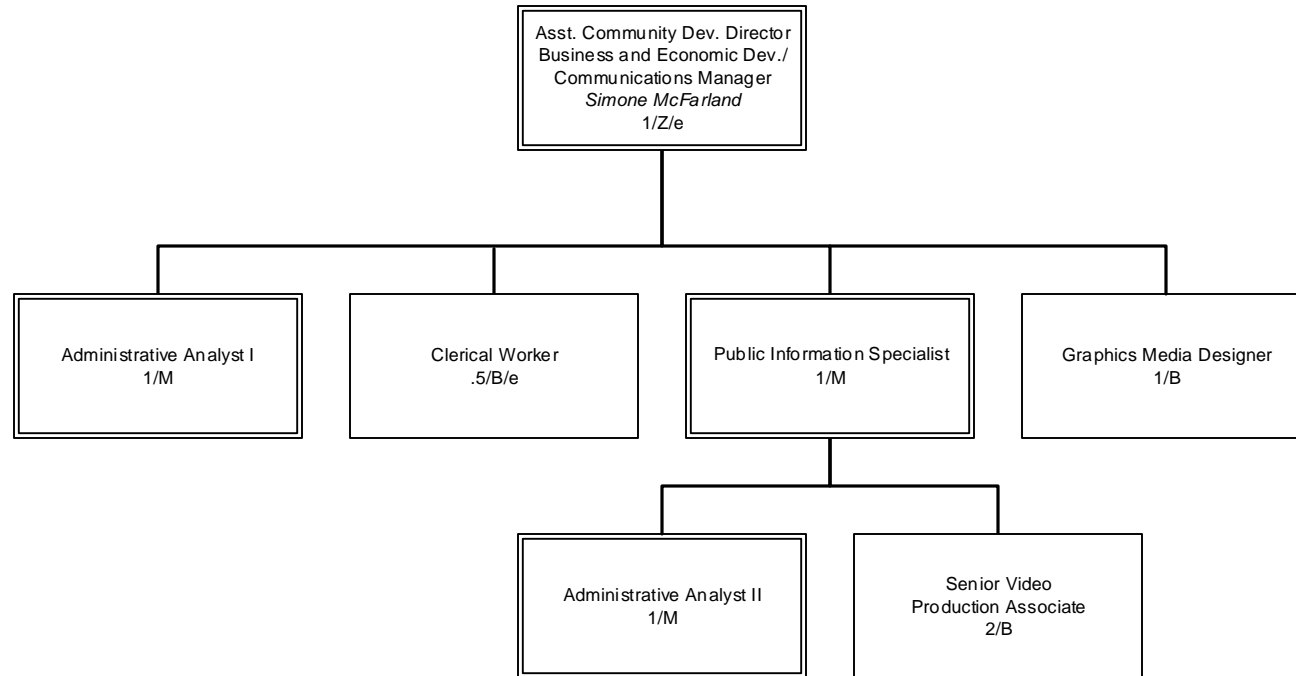 Asst. Community Dev. Director
Business and Economic Dev./
Communications Manager
Simone McFarland
1/Z/e
Administrative Analyst I
1/M
Clerical Worker
.5/B/e
Public Information Specialist
1/M
Graphics Media Designer
1/B
Administrative Analyst II
1/M
Senior Video
Production Associate
2/B